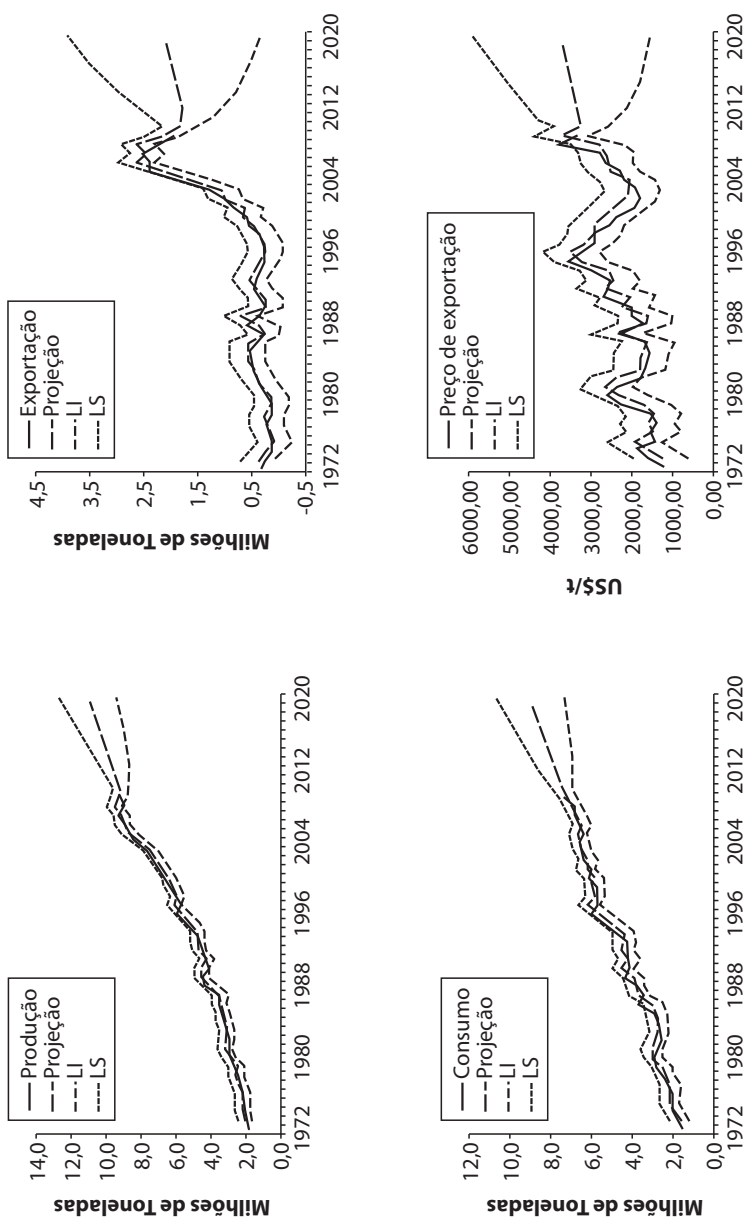 Milhões de Toneladas
14,0
12,0
10,0
8,0
6,0
4,0
2,0
0,0
Produção
Projeção
LI
LS
1972 1980 1988 1996 2004 2012 2020
Milhões de Toneladas
4,5
3,5
2,5
1,5
0,5
-0,5
Exportação
Projeção
LI
LS
1972 1980 1988 1996 2004 2012 2020
Milhões de Toneladas
12,0
10,0
8,0
6,0
4,0
2,0
0,0
Consumo
Projeção
LI
LS
1972 1980 1988 1996 2004 2012 2020
US$/t
6000,00
5000,00
4000,00
3000,00
2000,00
1000,00
0,00
Preço de exportação
Projeção
LI
LS
1972 1980 1988 1996 2004 2012 2020